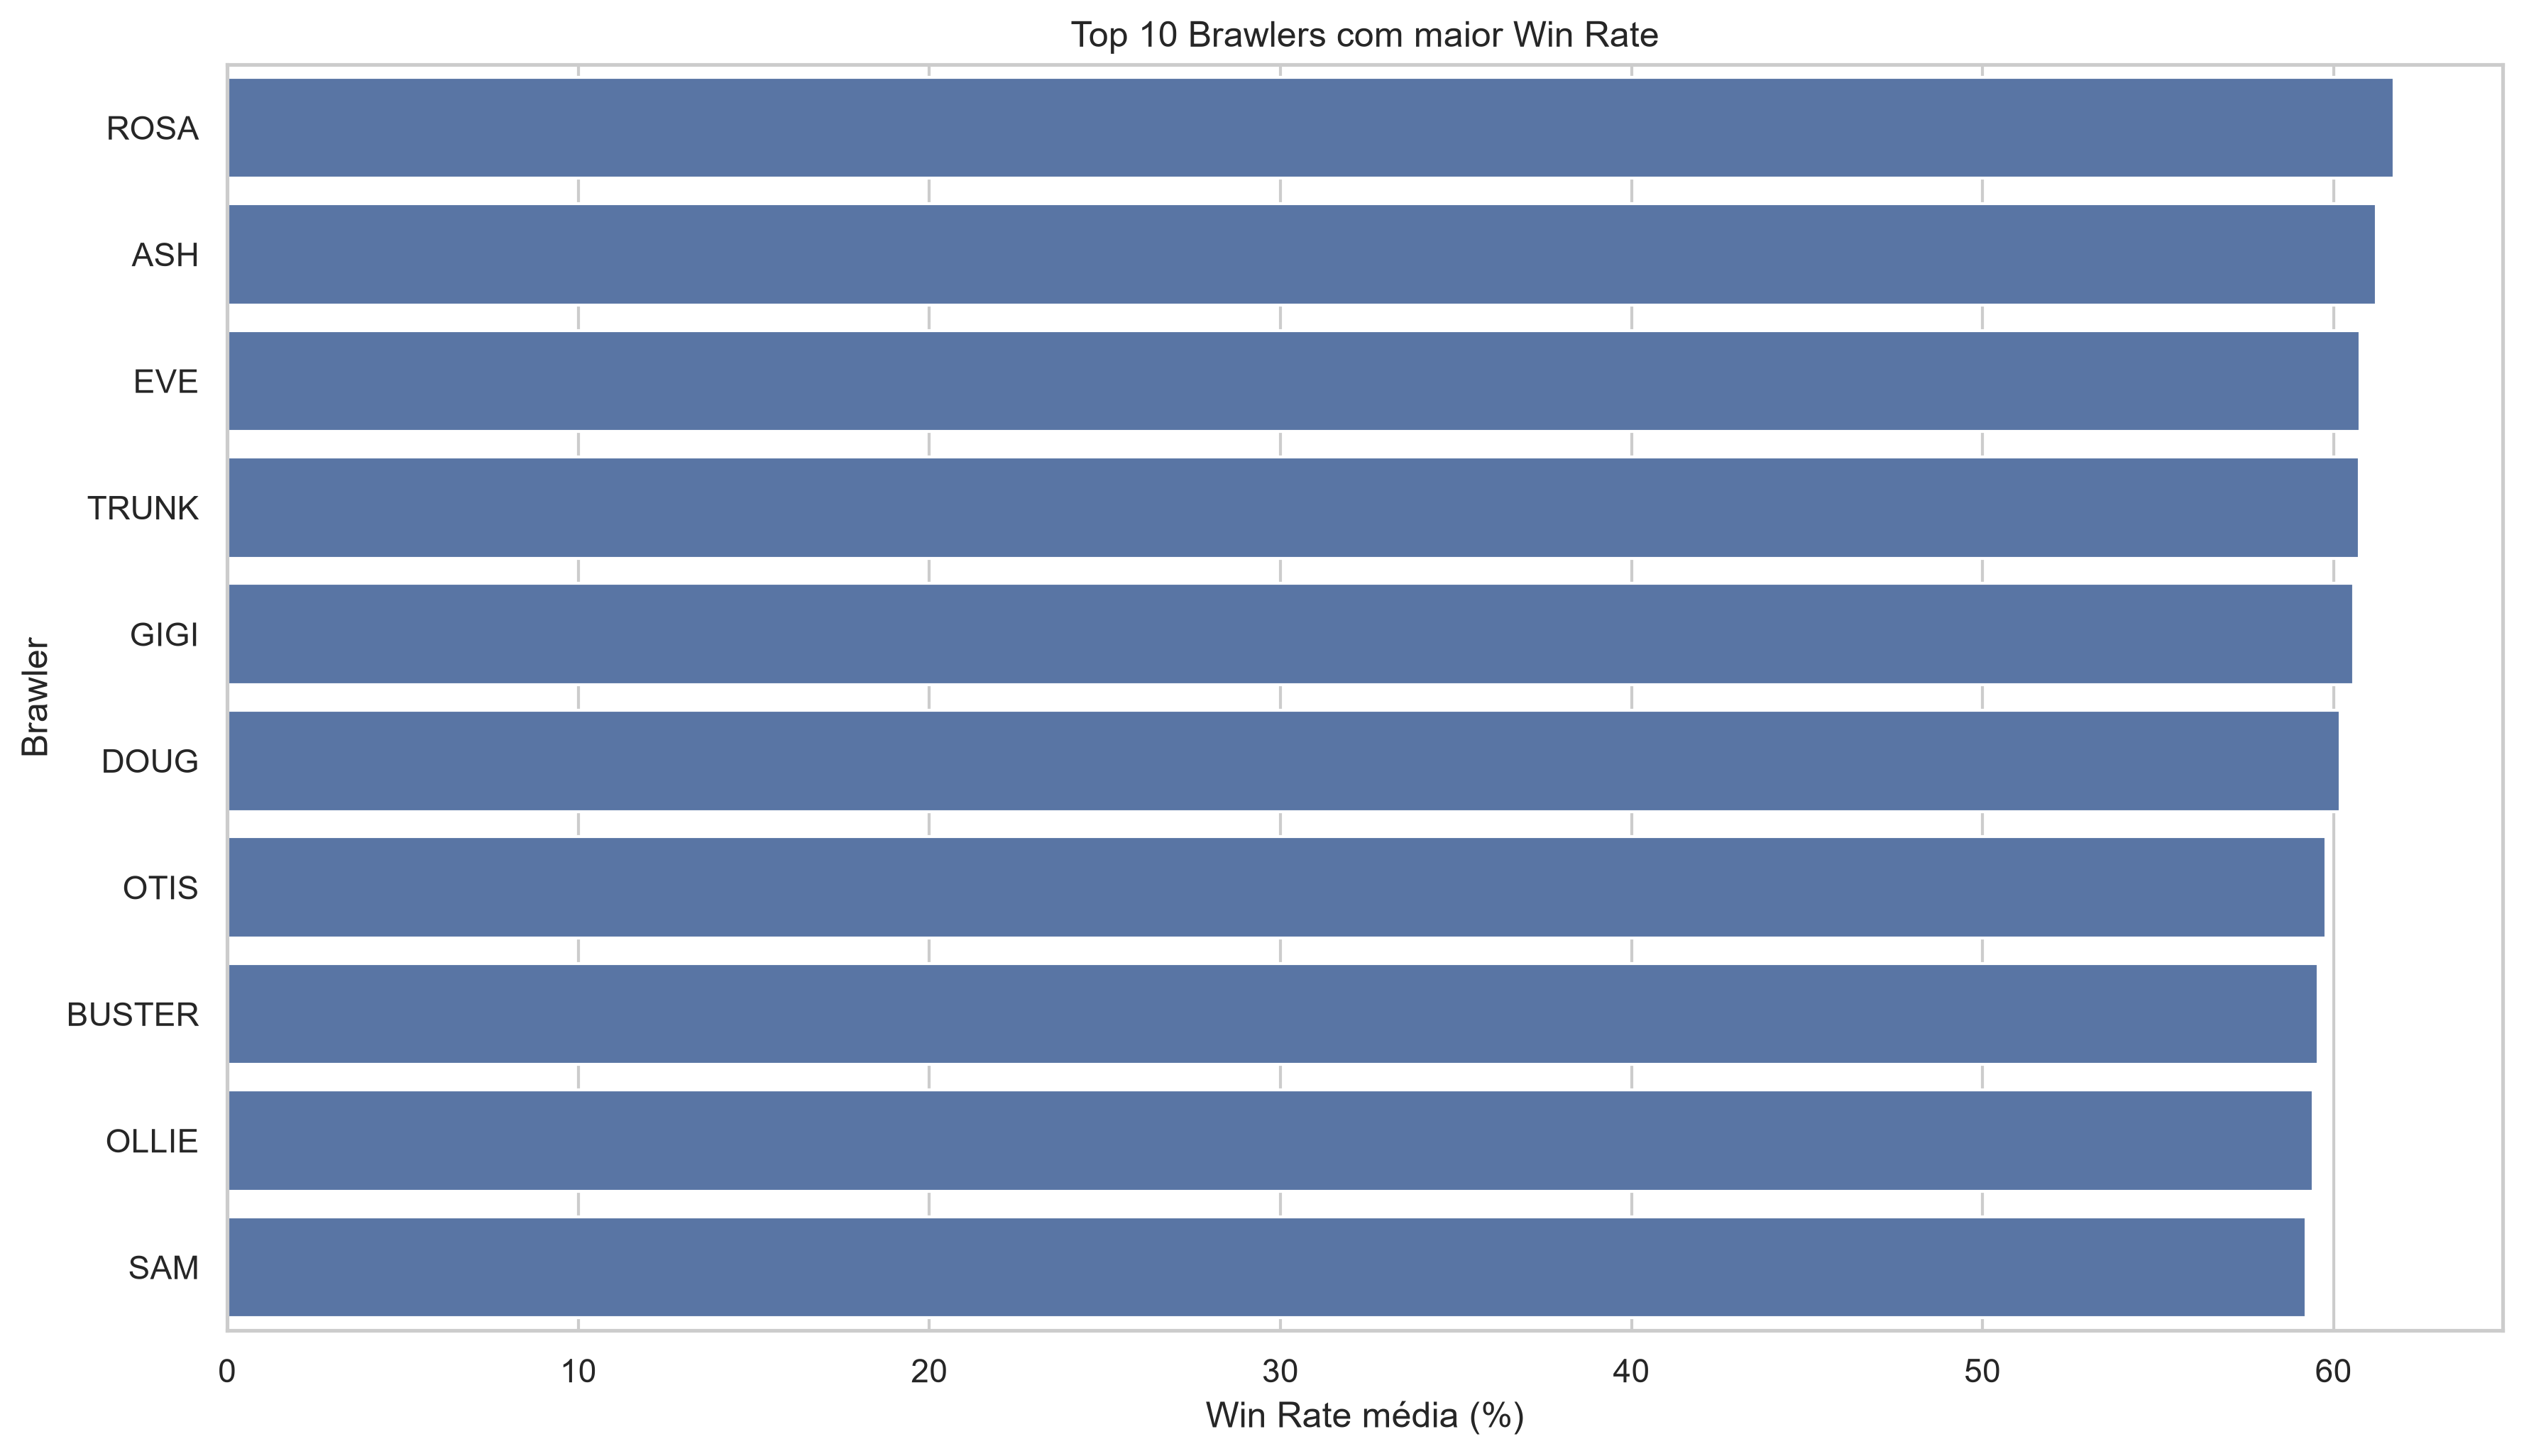 Top 10 Brawlers com maior Win Rate
ROSA
ASH
EVE
TRUNK
GIGI
DOUG
OTIS
BUSTER
OLLIE
SAM
Brawler
0 10 20 30 40 50 60
Win Rate média (%)